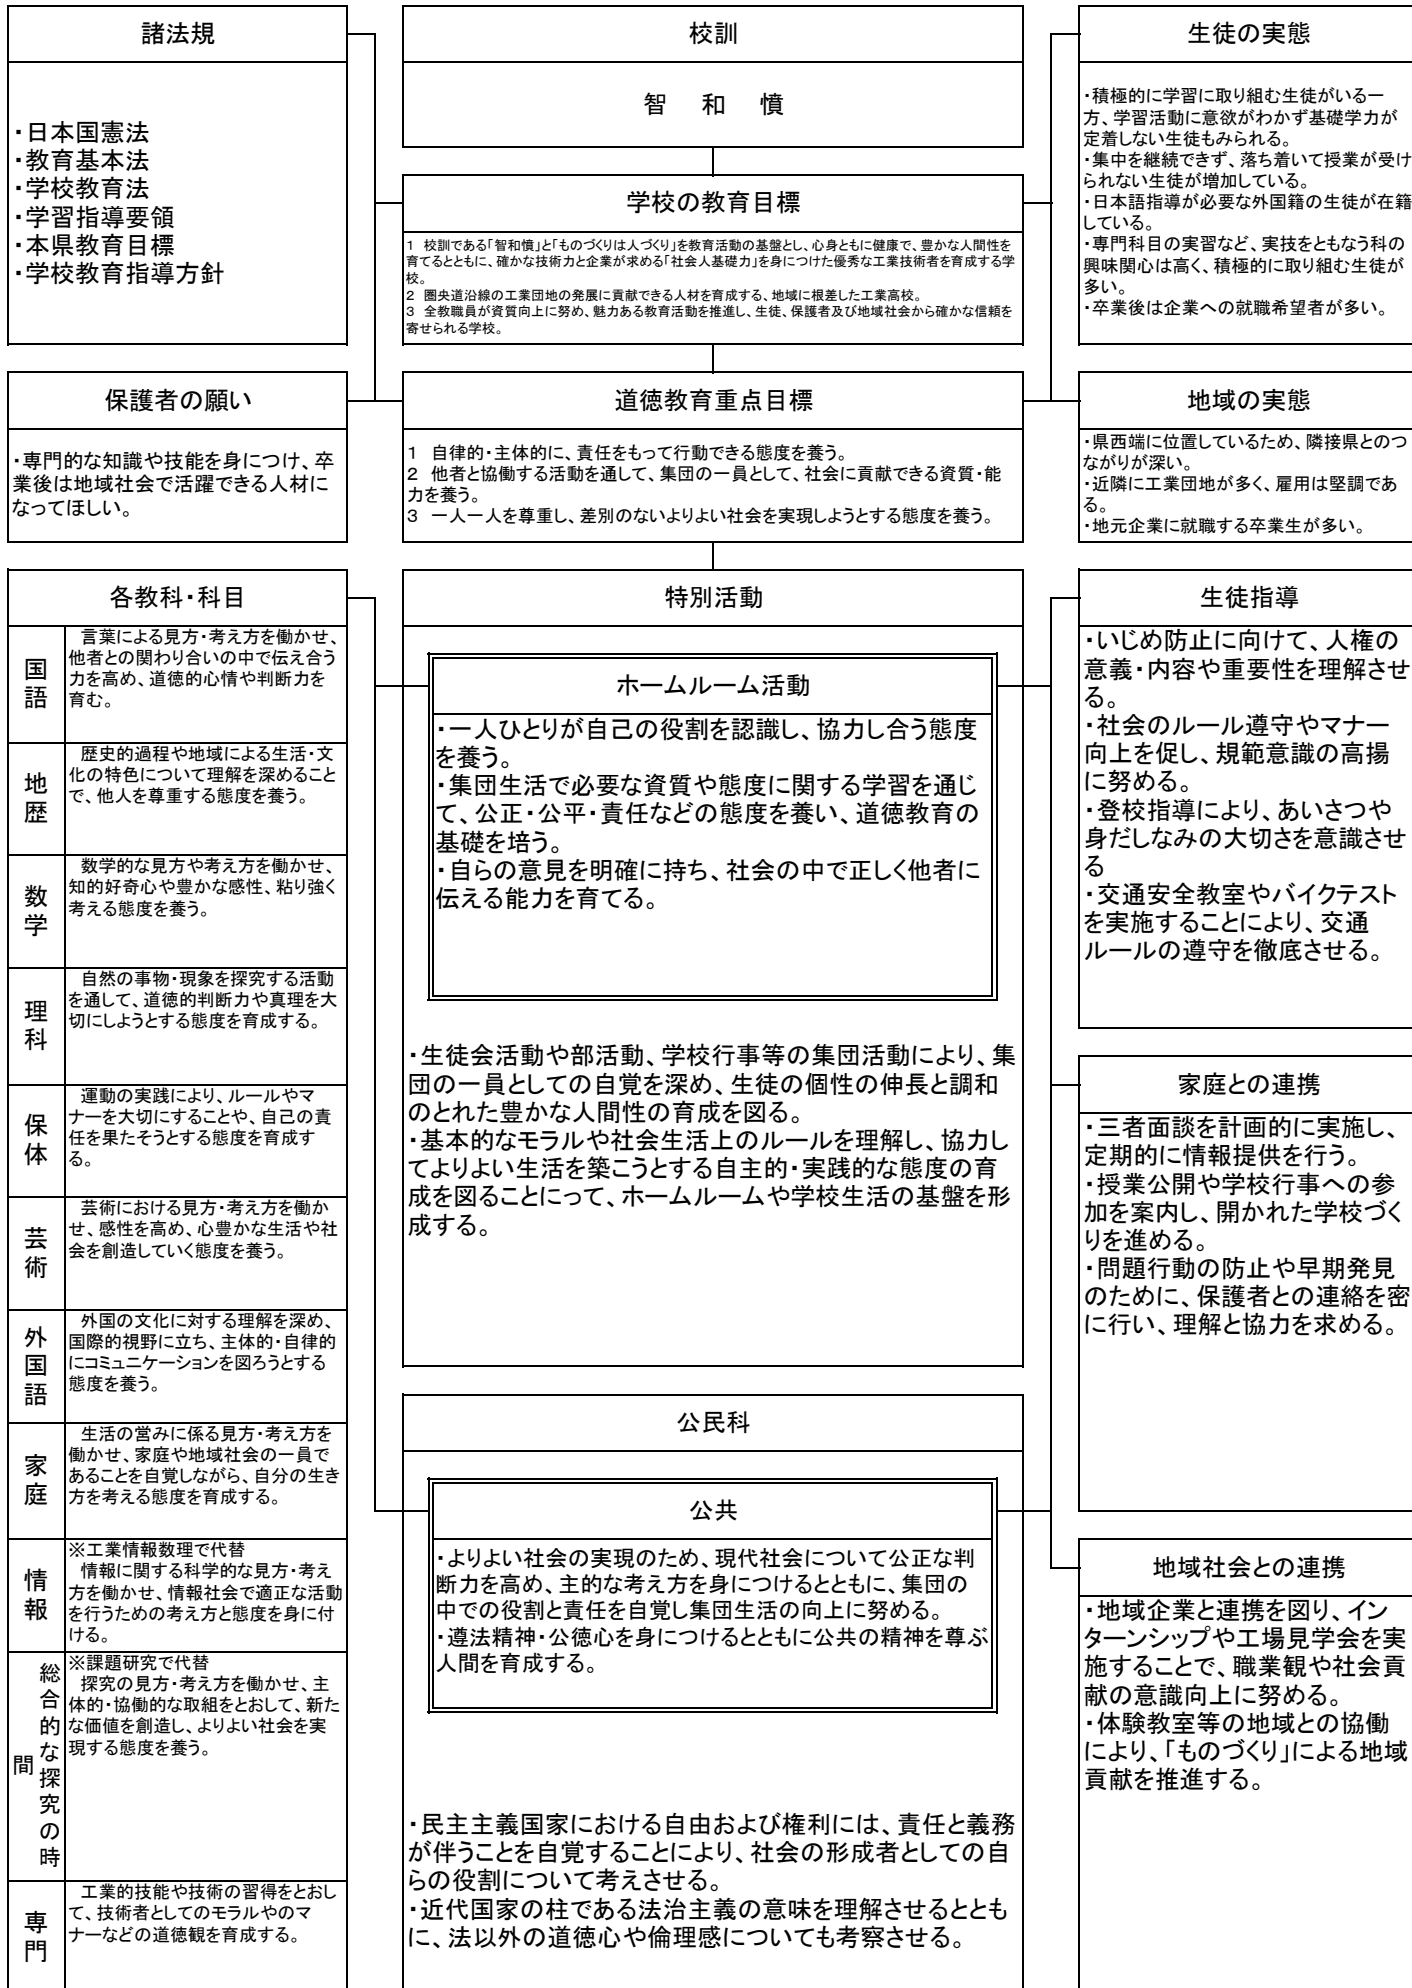 諸法規
・日本国憲法
・教育基本法
・学校教育法
・学習指導要領
・本県教育目標
・学校教育指導方針
校訓
智　和　憤
学校の教育目標
1　校訓である「智和憤」と「ものづくりは人づくり」を教育活動の基盤とし、心身ともに健康で、豊かな人間性を
育てるとともに、確かな技術力と企業が求める「社会人基礎力」を身につけた優秀な工業技術者を育成する学
校。
2　圏央道沿線の工業団地の発展に貢献できる人材を育成する、地域に根差した工業高校。
3　全教職員が資質向上に努め、魅力ある教育活動を推進し、生徒、保護者及び地域社会から確かな信頼を
寄せられる学校。
生徒の実態
・積極的に学習に取り組む生徒がいる一
方、学習活動に意欲がわかず基礎学力が
定着しない生徒もみられる。
・集中を継続できず、落ち着いて授業が受け
られない生徒が増加している。
・日本語指導が必要な外国籍の生徒が在籍
している。
・専門科目の実習など、実技をともなう科の
興味関心は高く、積極的に取り組む生徒が
多い。
・卒業後は企業への就職希望者が多い。
保護者の願い
・専門的な知識や技能を身につけ、卒
業後は地域社会で活躍できる人材に
なってほしい。
道徳教育重点目標
1　自律的・主体的に、責任をもって行動できる態度を養う。
2　他者と協働する活動を通して、集団の一員として、社会に貢献できる資質・能
力を養う。
3　一人一人を尊重し、差別のないよりよい社会を実現しようとする態度を養う。
地域の実態
・県西端に位置しているため、隣接県とのつ
ながりが深い。
・近隣に工業団地が多く、雇用は堅調であ
る。
・地元企業に就職する卒業生が多い。
各教科・科目
国語
言葉による見方・考え方を働かせ、
他者との関わり合いの中で伝え合う
力を高め、道徳的心情や判断力を
育む。
地歴
歴史的過程や地域による生活・文
化の特色について理解を深めること
で、他人を尊重する態度を養う。
数学
数学的な見方や考え方を働かせ、
知的好奇心や豊かな感性、粘り強く
考える態度を養う。
理科
自然の事物・現象を探究する活動
を通して、道徳的判断力や真理を大
切にしようとする態度を育成する。
保体
運動の実践により、ルールやマ
ナーを大切にすることや、自己の責
任を果たそうとする態度を育成す
る。
芸術
芸術における見方・考え方を働か
せ、感性を高め、心豊かな生活や社
会を創造していく態度を養う。
外国語
外国の文化に対する理解を深め、
国際的視野に立ち、主体的・自律的
にコミュニケーションを図ろうとする
態度を養う。
家庭
生活の営みに係る見方・考え方を
働かせ、家庭や地域社会の一員で
あることを自覚しながら、自分の生き
方を考える態度を育成する。
情報
※工業情報数理で代替
情報に関する科学的な見方・考え
方を働かせ、情報社会で適正な活動
を行うための考え方と態度を身に付
ける。
総合的な探究の時
間
※課題研究で代替
探究の見方・考え方を働かせ、主
体的・協働的な取組をとおして、新た
な価値を創造し、よりよい社会を実
現する態度を養う。
専門
工業的技能や技術の習得をとおし
て、技術者としてのモラルやのマ
ナーなどの道徳観を育成する。
特別活動
ホームルーム活動
・一人ひとりが自己の役割を認識し、協力し合う態度
を養う。
・集団生活で必要な資質や態度に関する学習を通じ
て、公正・公平・責任などの態度を養い、道徳教育の
基礎を培う。
・自らの意見を明確に持ち、社会の中で正しく他者に
伝える能力を育てる。
・生徒会活動や部活動、学校行事等の集団活動により、集
団の一員としての自覚を深め、生徒の個性の伸長と調和
のとれた豊かな人間性の育成を図る。
・基本的なモラルや社会生活上のルールを理解し、協力し
てよりよい生活を築こうとする自主的・実践的な態度の育
成を図ることにって、ホームルームや学校生活の基盤を形
成する。
公民科
公共
・よりよい社会の実現のため、現代社会について公正な判
断力を高め、主的な考え方を身につけるとともに、集団の
中での役割と責任を自覚し集団生活の向上に努める。
・遵法精神・公徳心を身につけるとともに公共の精神を尊ぶ
人間を育成する。
・民主主義国家における自由および権利には、責任と義務
が伴うことを自覚することにより、社会の形成者としての自
らの役割について考えさせる。
・近代国家の柱である法治主義の意味を理解させるととも
に、法以外の道徳心や倫理感についても考察させる。
生徒指導
・いじめ防止に向けて、人権の
意義・内容や重要性を理解させ
る。
・社会のルール遵守やマナー
向上を促し、規範意識の高揚
に努める。
・登校指導により、あいさつや
身だしなみの大切さを意識させ
る
・交通安全教室やバイクテスト
を実施することにより、交通
ルールの遵守を徹底させる。
家庭との連携
・三者面談を計画的に実施し、
定期的に情報提供を行う。
・授業公開や学校行事への参
加を案内し、開かれた学校づく
りを進める。
・問題行動の防止や早期発見
のために、保護者との連絡を密
に行い、理解と協力を求める。
地域社会との連携
・地域企業と連携を図り、イン
ターンシップや工場見学会を実
施することで、職業観や社会貢
献の意識向上に努める。
・体験教室等の地域との協働
により、「ものづくり」による地域
貢献を推進する。